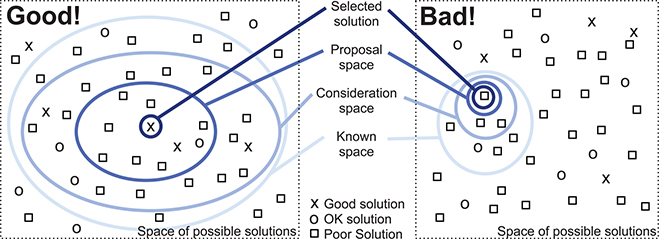 Good!
Selected
solution
Bad!
Proposal
space
Consideration
space
Known
space
X Good solution
O OK solution
□ Poor Solution
Space of possible solutions
Space of possible solutions